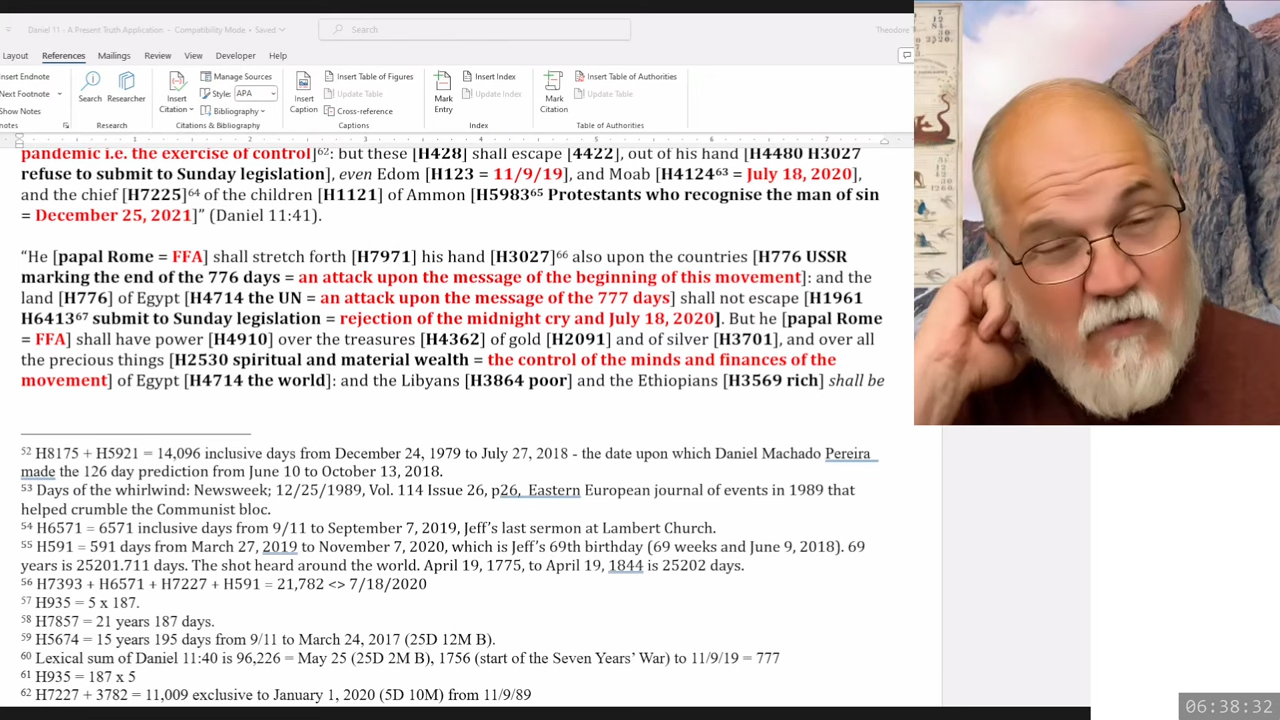 Daniel 11 - A Present Truth Application - Compatibility Mode • Saved
Search
Theodore
Layout References Mailings Review View Developer Help
Insert Endnote
Next Footnote
Show Notes
Search
Researcher
Research
Insert Citation
Manage Sources
Style: APA
Bibliography
Citations & Bibliography
Insert Caption
Insert Table of Figures
Update Table
Cross-reference
Captions
Mark Entry
Insert Index
Update Index
Index
Mark Citation
Insert Table of Authorities
Update Table
Table of Authorities
pandemic i.e. the exercise of control]62: but these [H428] shall escape [4422], out of his hand [H4480 H3027
refuse to submit to Sunday legislation], even Edom [H123 = 11/9/19], and Moab [H412463 = July 18, 2020],
and the chief [H7225]64 of the children [H1121] of Ammon [H598365 Protestants who recognise the man of sin
= December 25, 2021]” (Daniel 11:41).
“He [papal Rome = FFA] shall stretch forth [H7971] his hand [H3027]66 also upon the countries [H776 USSR
marking the end of the 776 days = an attack upon the message of the beginning of this movement]: and the
land [H776] of Egypt [H4714 the UN = an attack upon the message of the 777 days] shall not escape [H1961
H641367 submit to Sunday legislation = rejection of the midnight cry and July 18, 2020]. But he [papal Rome
= FFA] shall have power [H4910] over the treasures [H4362] of gold [H2091] and of silver [H3701], and over all
the precious things [H2530 spiritual and material wealth = the control of the minds and finances of the
movement] of Egypt [H4714 the world]: and the Libyans [H3864 poor] and the Ethiopians [H3569 rich] shall be
52 H8175 + H5921 = 14,096 inclusive days from December 24, 1979 to July 27, 2018 - the date upon which Daniel Machado Pereira
made the 126 day prediction from June 10 to October 13, 2018.
53 Days of the whirlwind: Newsweek; 12/25/1989, Vol. 114 Issue 26, p26, Eastern European journal of events in 1989 that
helped crumble the Communist bloc.
54 H6571 = 6571 inclusive days from 9/11 to September 7, 2019, Jeff’s last sermon at Lambert Church.
55 H591 = 591 days from March 27, 2019 to November 7, 2020, which is Jeff’s 69th birthday (69 weeks and June 9, 2018). 69
years is 25201.711 days. The shot heard around the world. April 19, 1775, to April 19, 1844 is 25202 days.
56 H7393 + H6571 + H7227 + H591 = 21,782 <> 7/18/2020
57 H935 = 5 x 187.
58 H7857 = 21 years 187 days.
59 H5674 = 15 years 195 days from 9/11 to March 24, 2017 (25D 12M B).
60 Lexical sum of Daniel 11:40 is 96,226 = May 25 (25D 2M B), 1756 (start of the Seven Years’ War) to 11/9/19 = 777
61 H935 = 187 x 5
62 H7227 + 3782 = 11,009 exclusive to January 1, 2020 (5D 10M) from 11/9/89
06:38:32